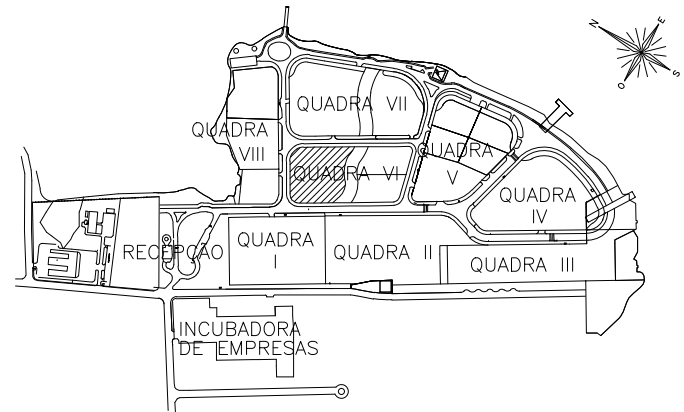 N
E
S
O
QUADRA VII
QUADRA
VIII
QUADRA VI
QUADRA
V
QUADRA
IV
RECEPÇÃO
QUADRA
I
QUADRA II
QUADRA III
INCUBADORA
DE EMPRESAS